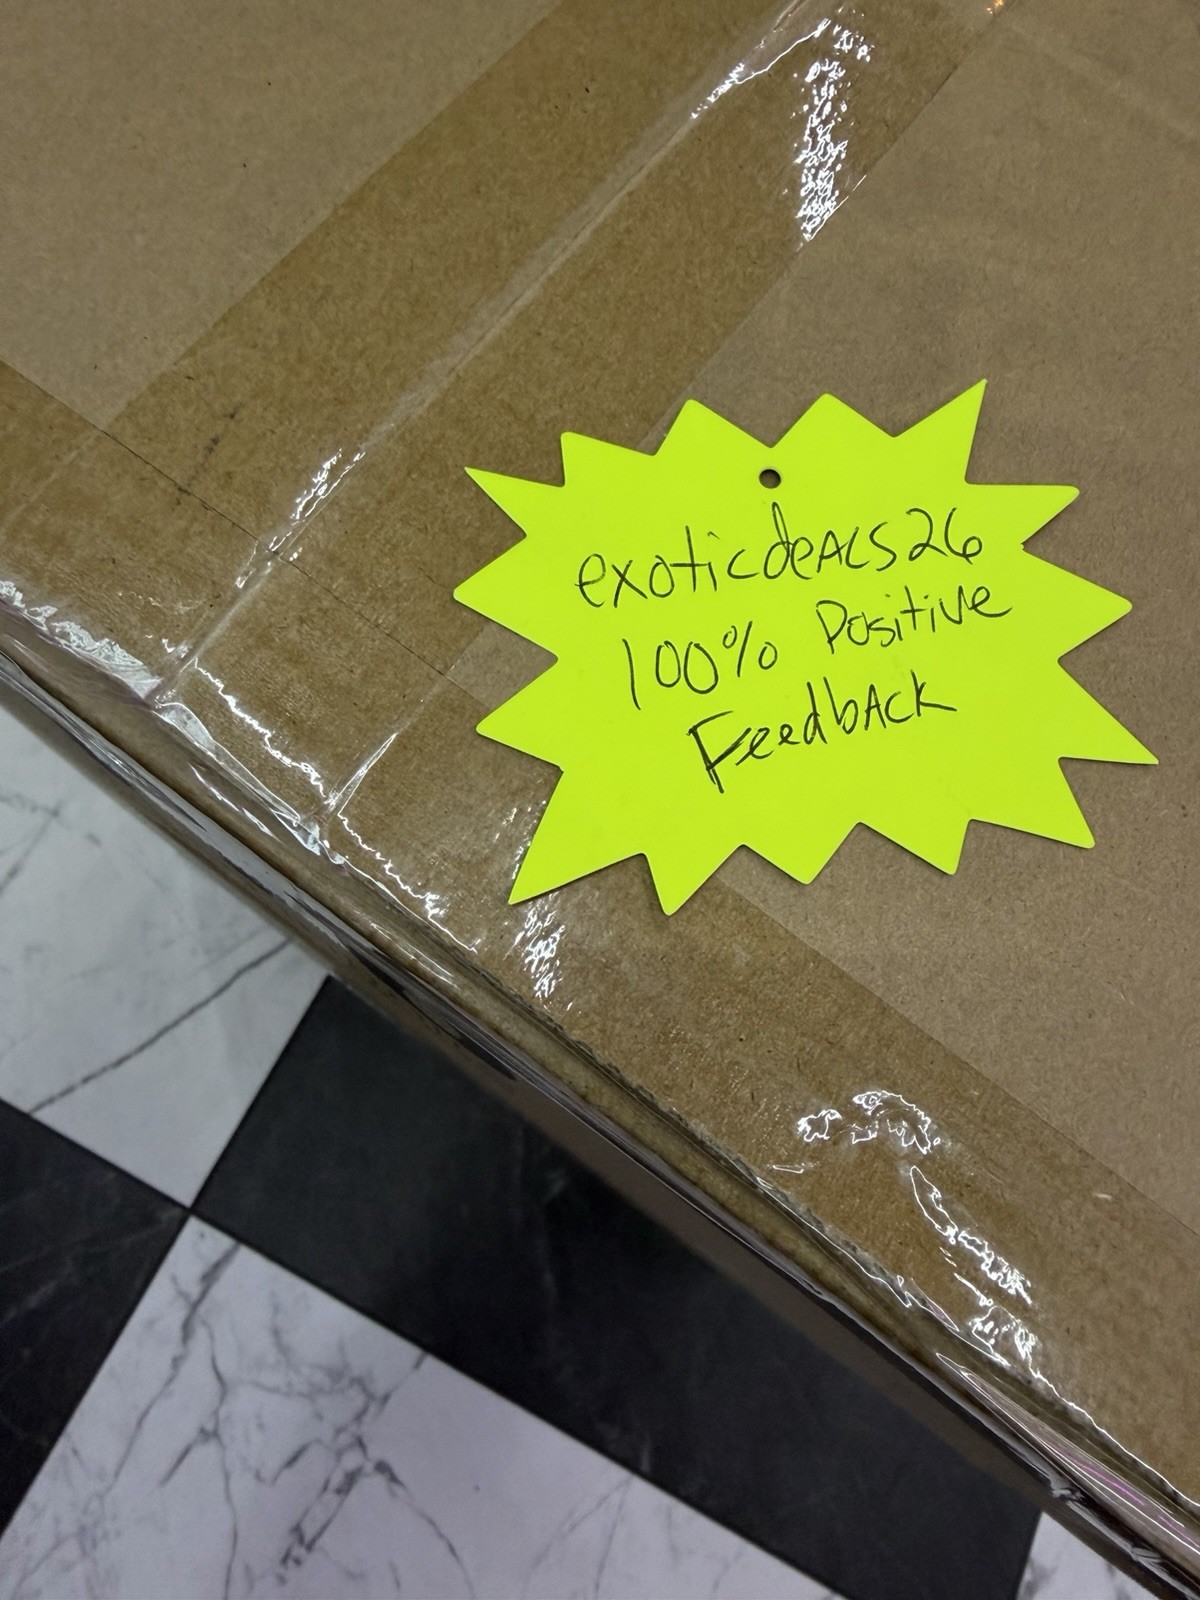 exoticdeALS26
100% Positive
FeedbAck